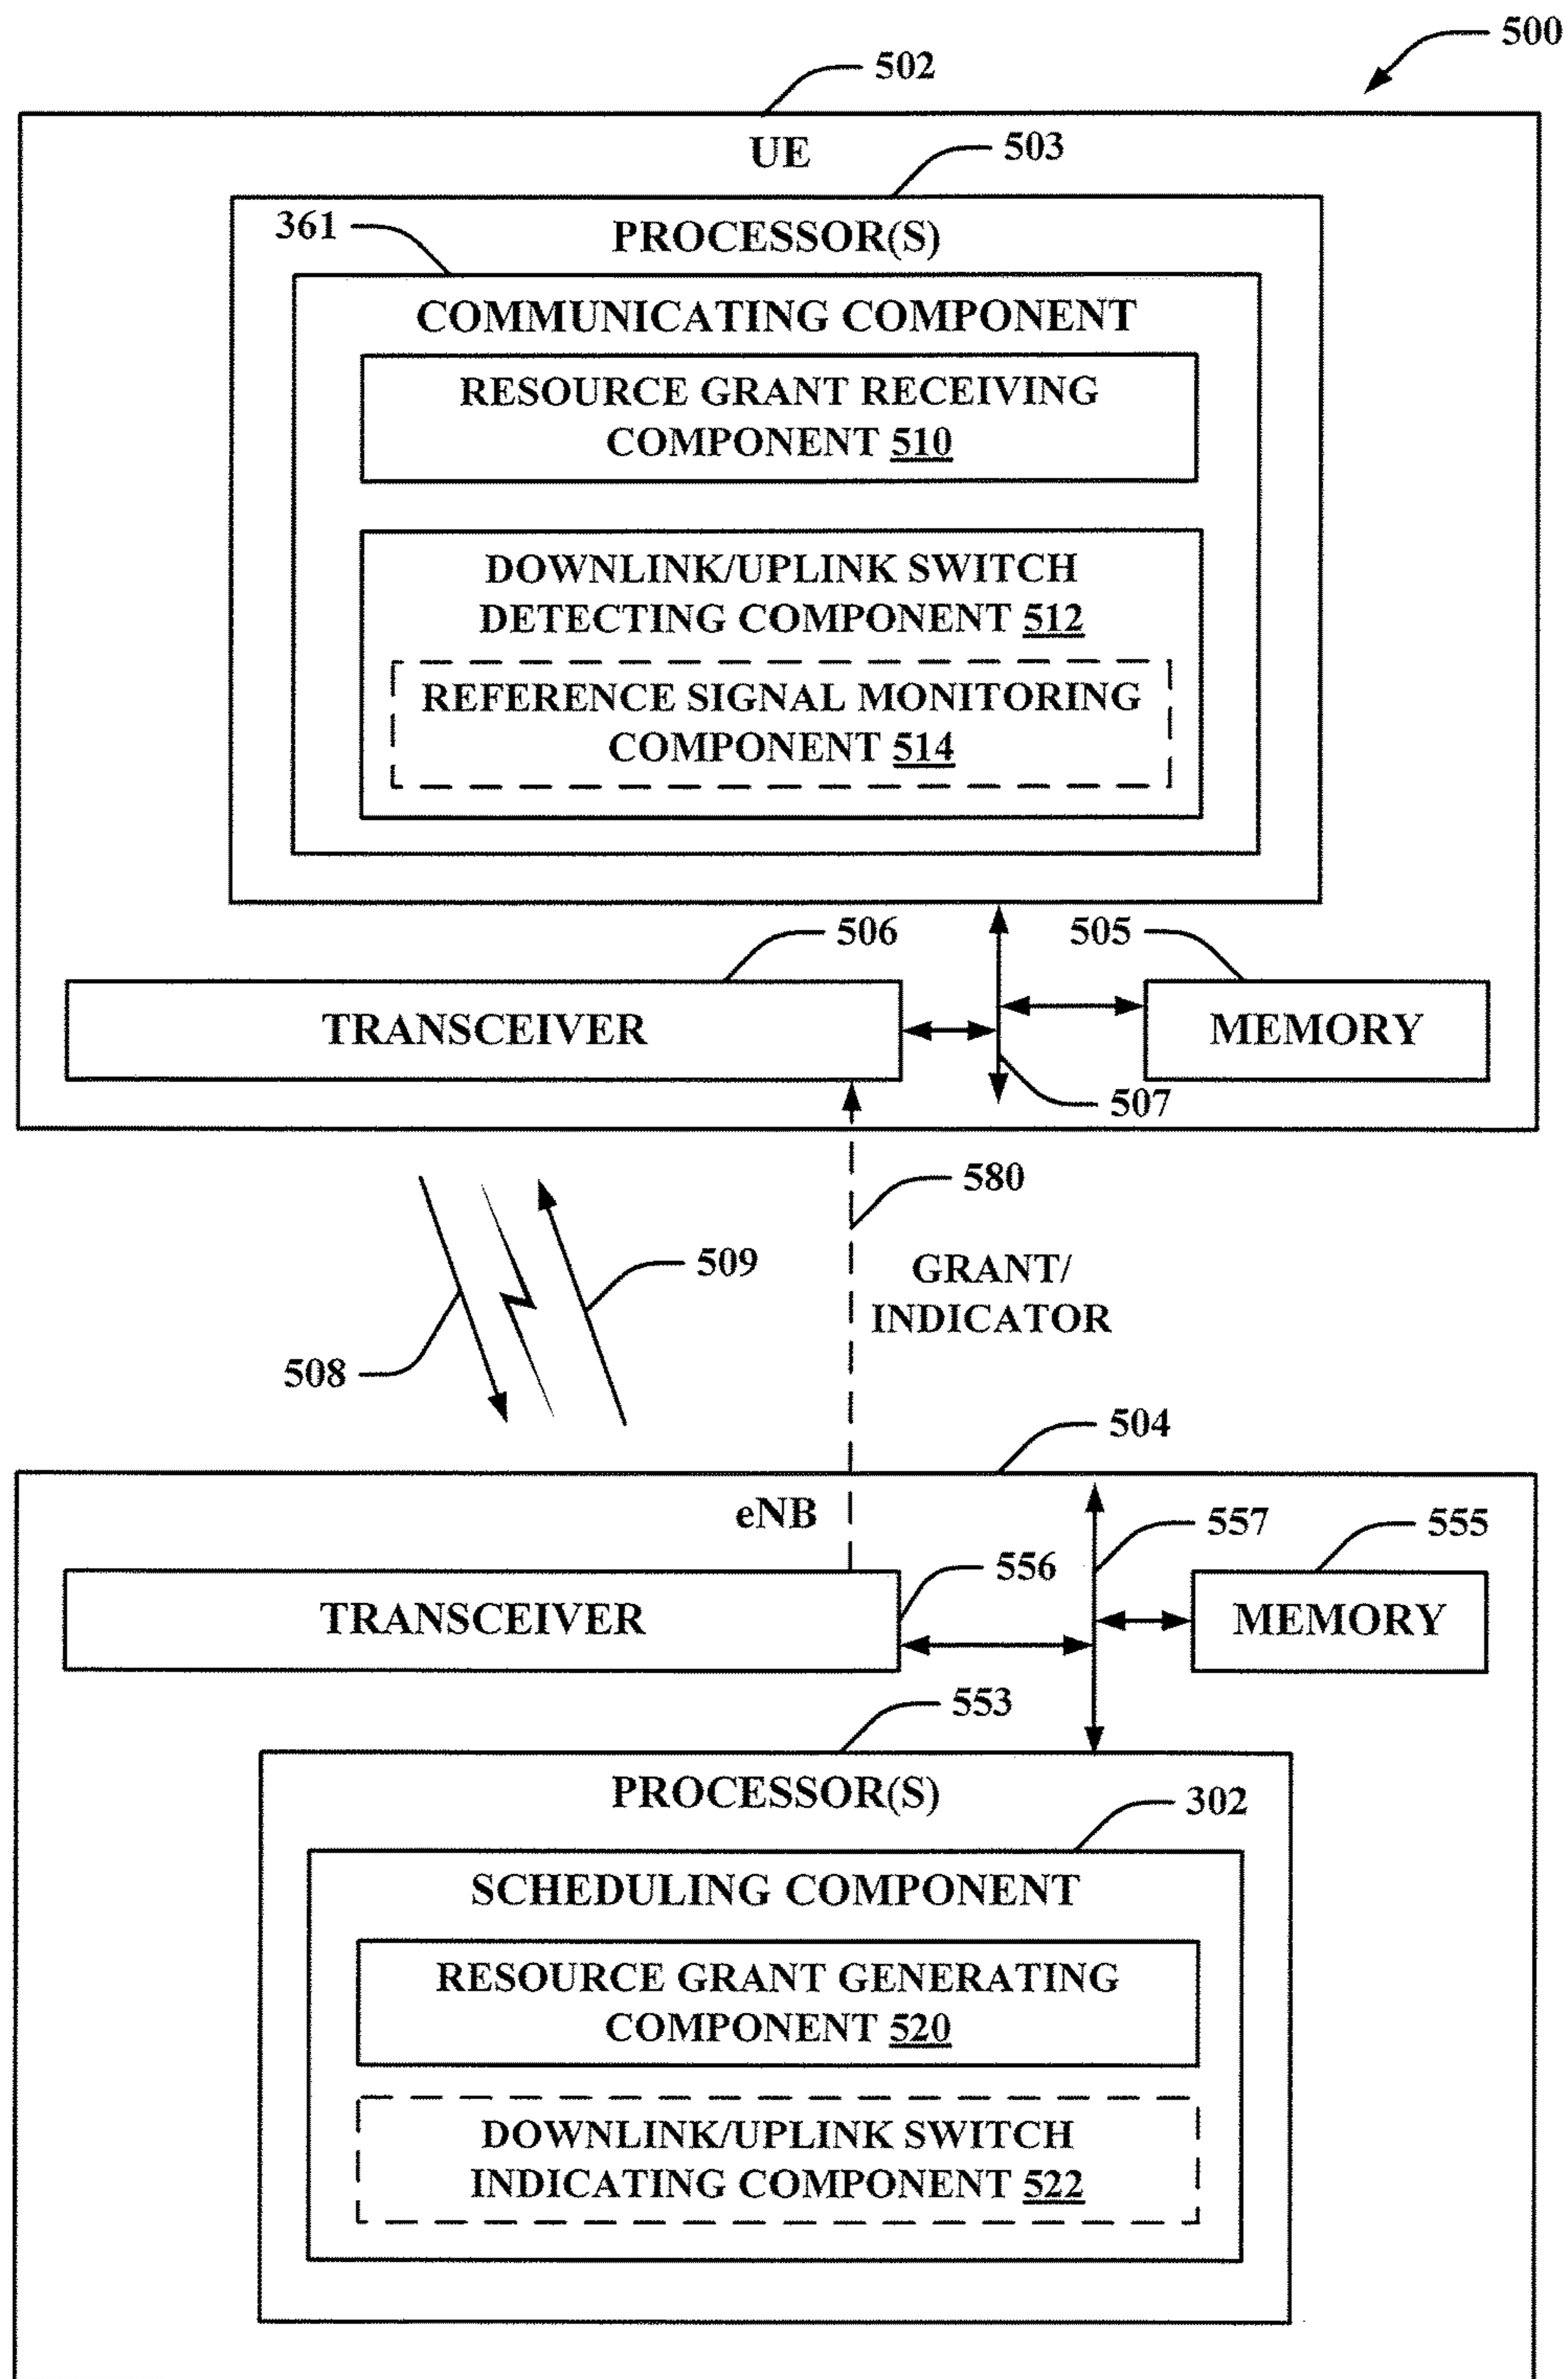 500
502
UE
503
361
PROCESSOR(S)
COMMUNICATING COMPONENT
RESOURCE GRANT RECEIVING
COMPONENT 510
DOWNLINK/UPLINK SWITCH
DETECTING COMPONENT 512
REFERENCE SIGNAL MONITORING
COMPONENT 514
506
505
TRANSCEIVER
MEMORY
507
580
509
GRANT/
INDICATOR
508
504
eNB
557
555
556
TRANSCEIVER
MEMORY
553
PROCESSOR(S)
302
SCHEDULING COMPONENT
RESOURCE GRANT GENERATING
COMPONENT 520
DOWNLINK/UPLINK SWITCH
INDICATING COMPONENT 522